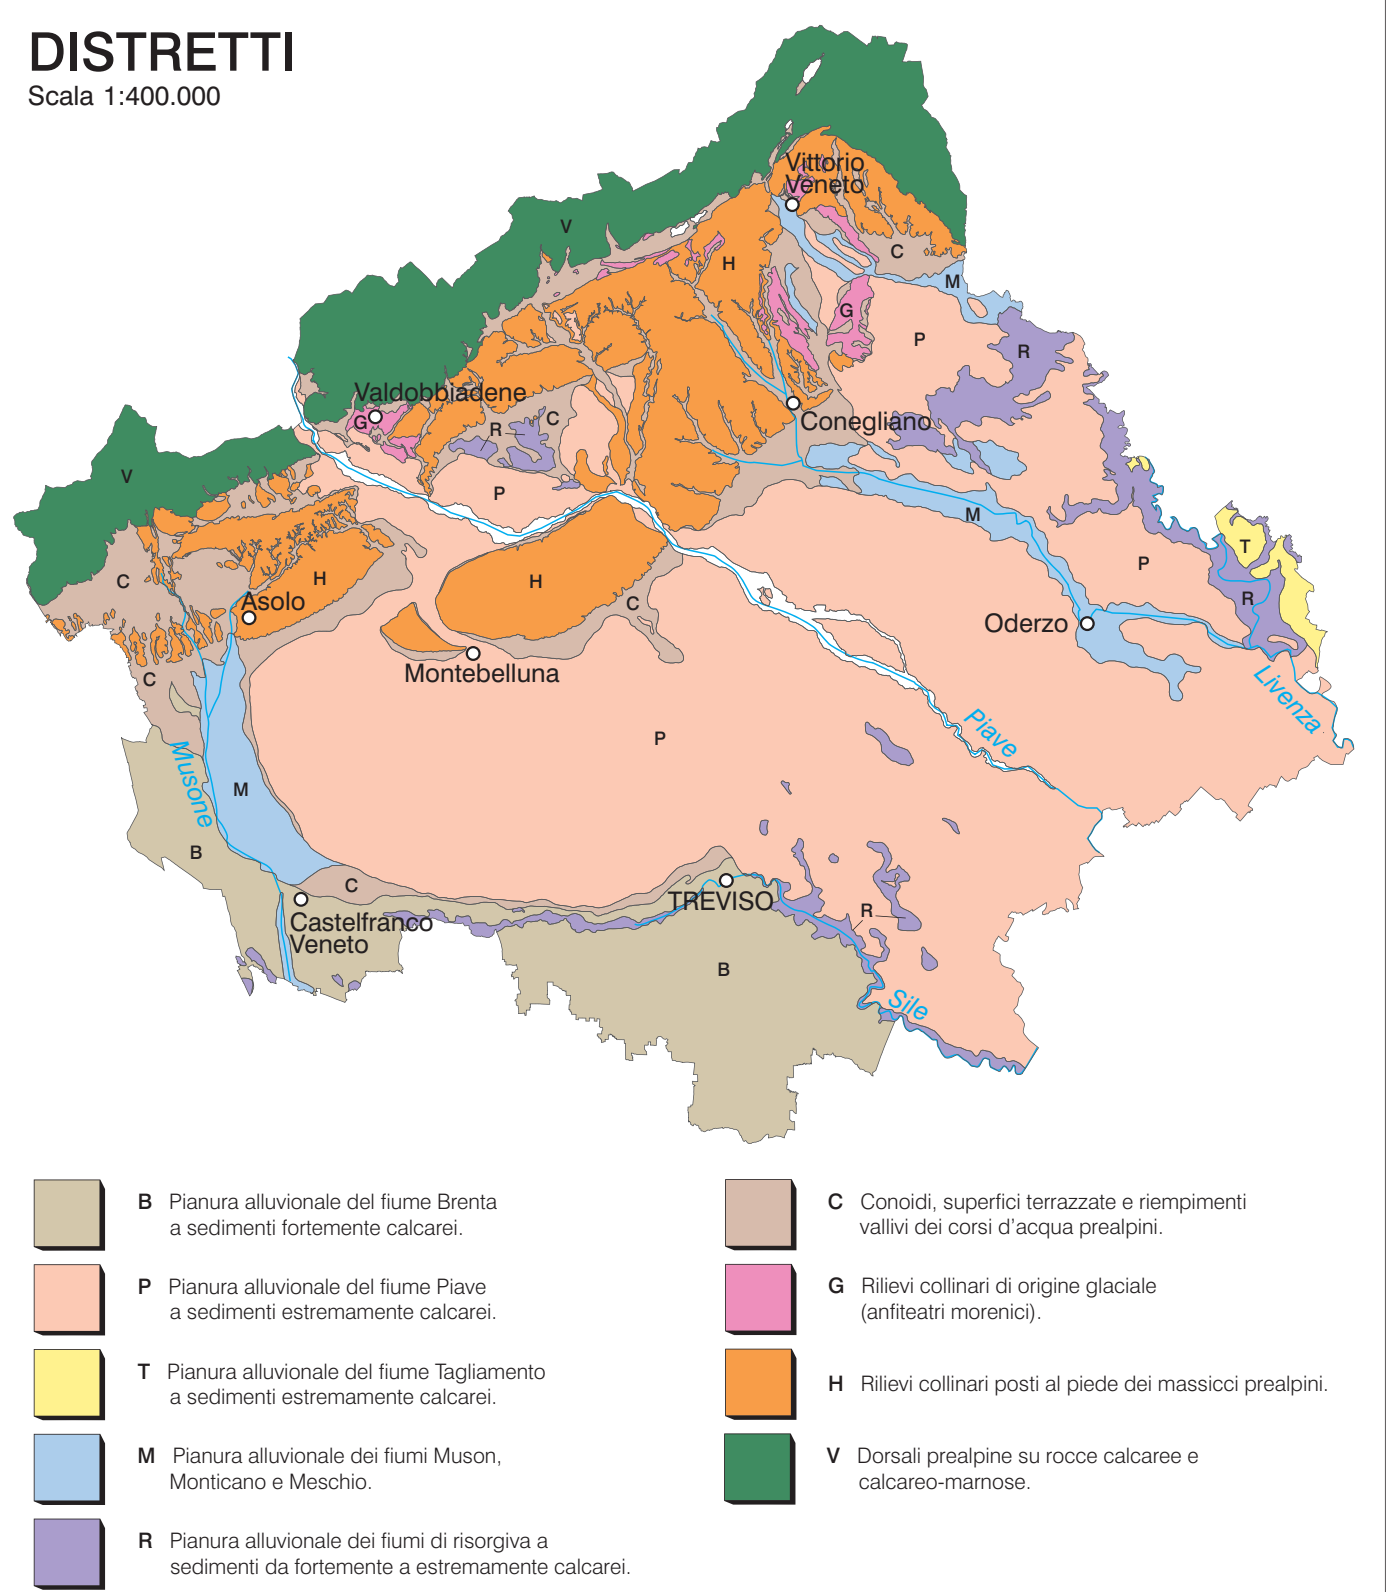 DISTRETTI
Scala 1:400.000
Vittorio
Veneto
V
C
H
M
G
P
R
Valdobbiadene
G
C
R
Conegliano
V
P
M
T
P
C
H
H
R
Asolo
C
Oderzo
Montebelluna
C
Livenza
Piave
P
Musone
M
B
C
TREVISO
R
Castelfranco
Veneto
B
Sile
B Pianura alluvionale del fiume Brenta
a sedimenti fortemente calcarei.
P Pianura alluvionale del fiume Piave
a sedimenti estremamente calcarei.
T Pianura alluvionale del fiume Tagliamento
a sedimenti estremamente calcarei.
M Pianura alluvionale dei fiumi Muson,
Monticano e Meschio.
R Pianura alluvionale dei fiumi di risorgiva a
sedimenti da fortemente a estremamente calcarei.
C Conoidi, superfici terrazzate e riempimenti
vallivi dei corsi d'acqua prealpini.
G Rilievi collinari di origine glaciale
(anfiteatri morenici).
H Rilievi collinari posti al piede dei massicci prealpini.
V Dorsali prealpine su rocce calcaree e
calcareo-marnose.